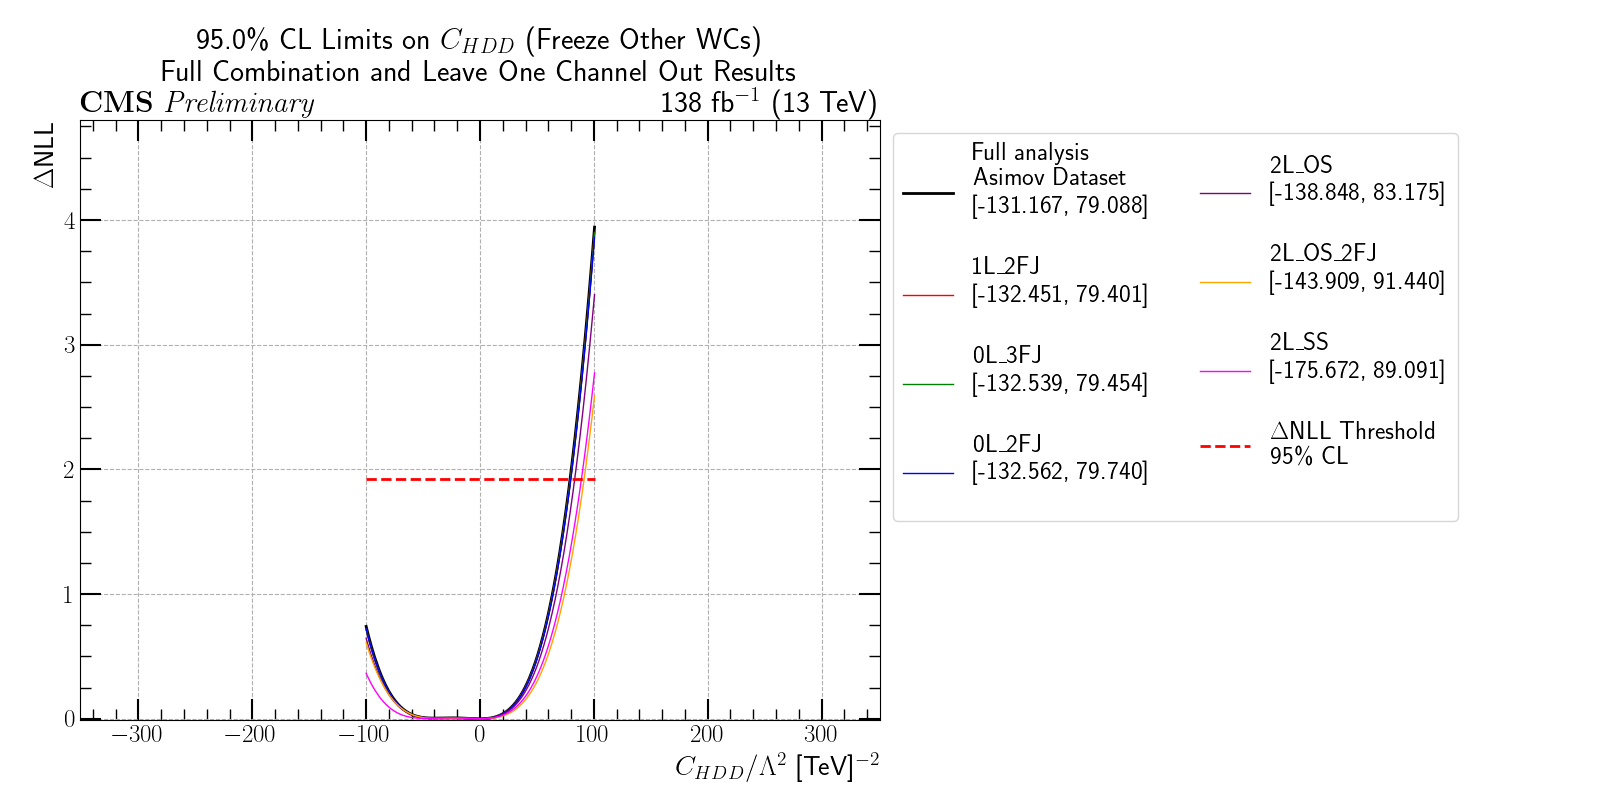 95.0% CL Limits on C_{HDD} (Freeze Other WCs)
Full Combination and Leave One Channel Out Results
CMS Preliminary
138 fb^{-1} (13 TeV)
ΔNLL
4
3
2
1
0
−300
−200
−100
0
100
200
300
C_{HDD}/Λ^2 [TeV]^{-2}
Full analysis
Asimov Dataset
[-131.167, 79.088]
1L_2FJ
[-132.451, 79.401]
0L_3FJ
[-132.539, 79.454]
0L_2FJ
[-132.562, 79.740]
2L_OS
[-138.848, 83.175]
2L_OS_2FJ
[-143.909, 91.440]
2L_SS
[-175.672, 89.091]
ΔNLL Threshold
95% CL